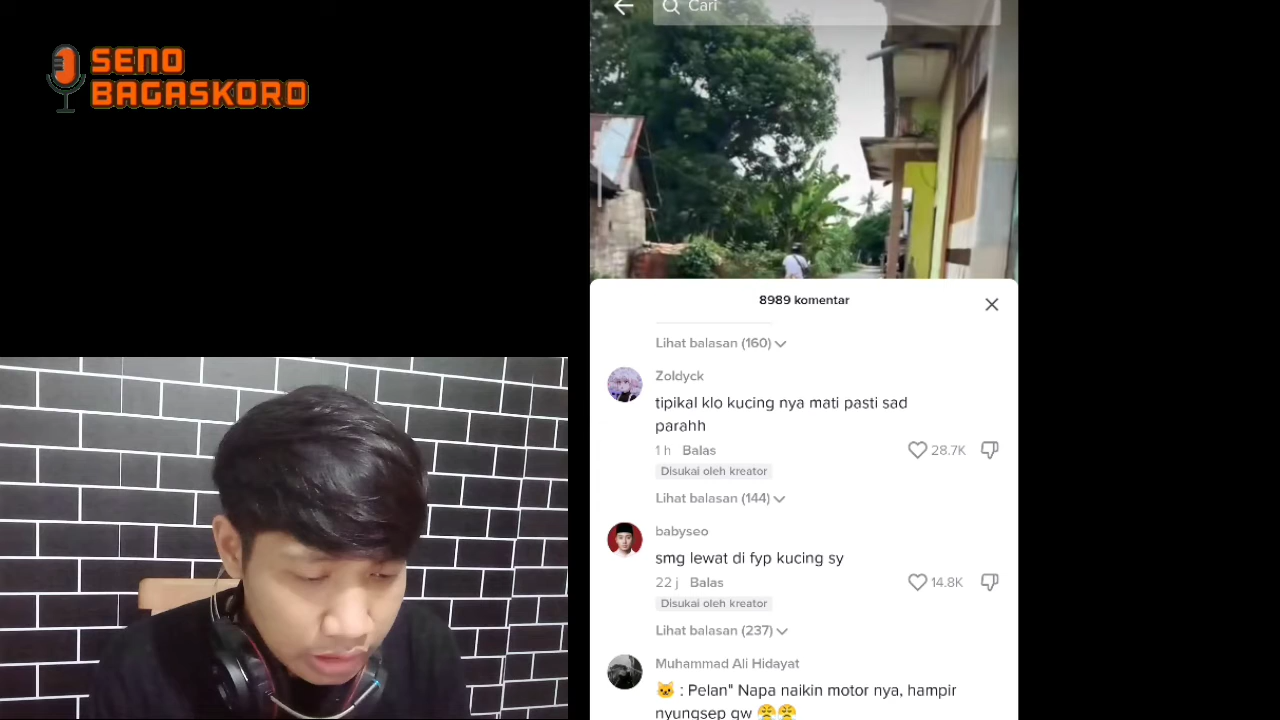 SENO
BAGASKORO
Cari
8989 komentar
Lihat balasan (160)
Zoldyck
tipikal klo kucing nya mati pasti sad
parahh
1 h Balas
28.7K
Disukai oleh kreator
Lihat balasan (144)
babyseo
smg lewat di fyp kucing sy
22 j Balas
14.8K
Disukai oleh kreator
Lihat balasan (237)
Muhammad Ali Hidayat
🐱 : Pelan" Napa naikin motor nya, hampir
nyungsep gw 😤😤